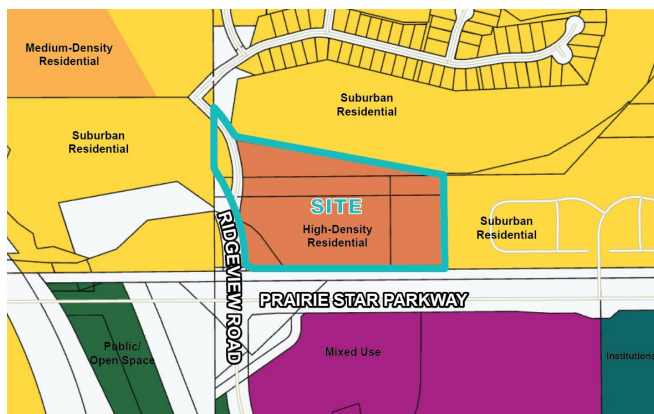 Medium-Density
Residential
Suburban
Residential
Suburban
Residential
SITE
High-Density
Residential
Suburban
Residential
RIDGEVIEW ROAD
PRAIRIE STAR PARKWAY
Public/
Open Space
Mixed Use
Institutiona